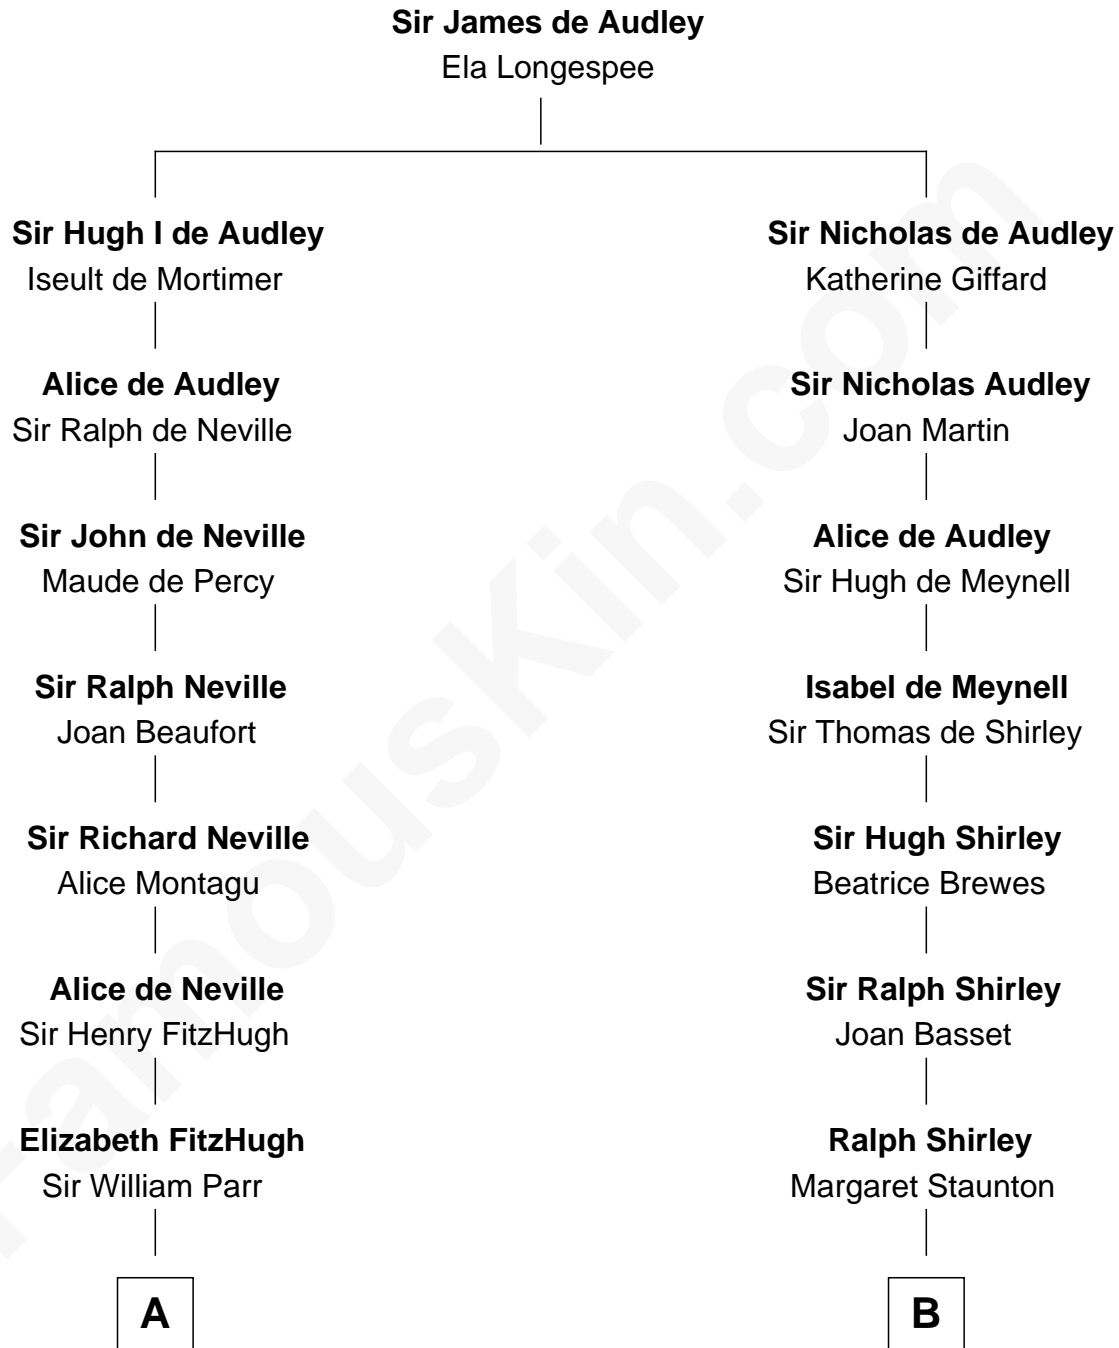 Sir James de Audley
Ela Longespee
Sir Hugh I de Audley
Iseult de Mortimer
Sir Nicholas de Audley
Katherine Giffard
Alice de Audley
Sir Ralph de Neville
Sir Nicholas Audley
Joan Martin
Sir John de Neville
Maude de Percy
Alice de Audley
Sir Hugh de Meynell
Sir Ralph Neville
Joan Beaufort
Isabel de Meynell
Sir Thomas de Shirley
Sir Richard Neville
Alice Montagu
Sir Hugh Shirley
Beatrice Brewes
Alice de Neville
Sir Henry FitzHugh
Sir Ralph Shirley
Joan Basset
Elizabeth FitzHugh
Sir William Parr
Ralph Shirley
Margaret Staunton
A
B
FamousKin.com